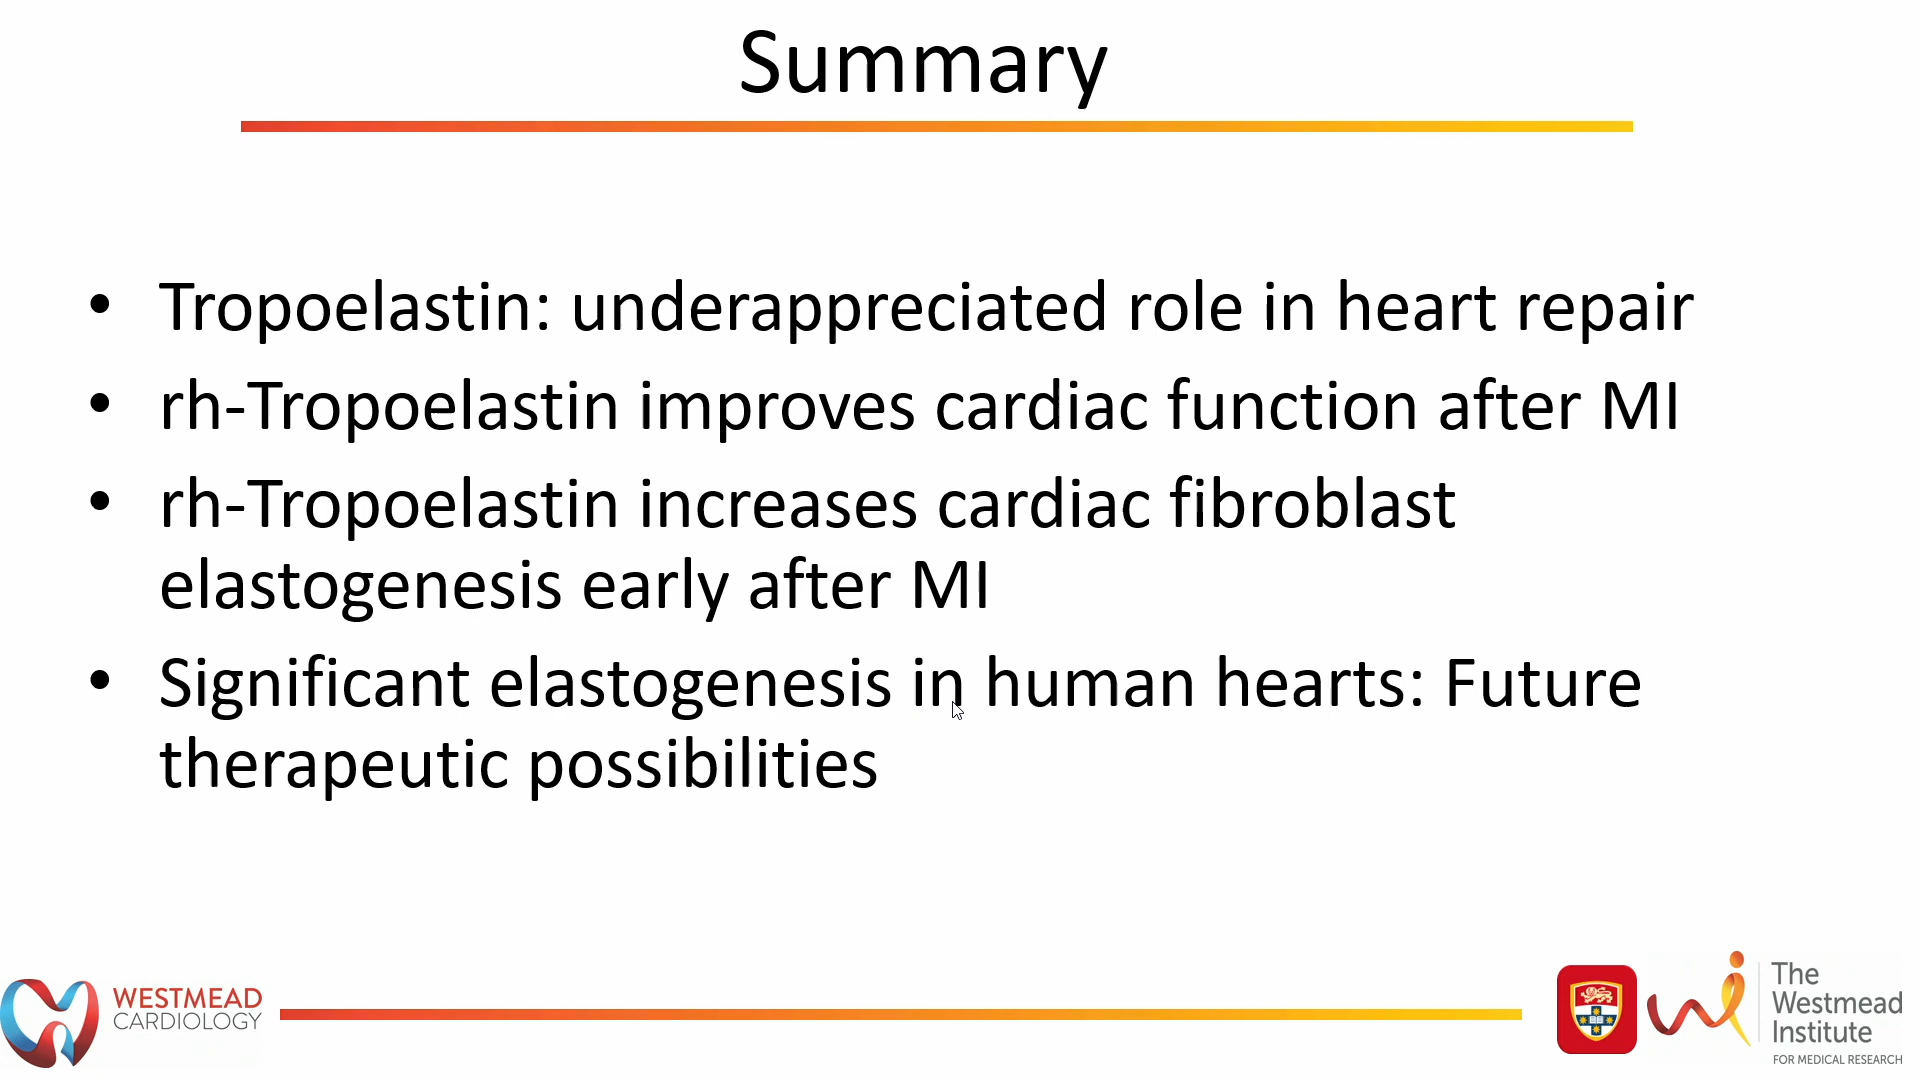 Summary
• Tropoelastin: underappreciated role in heart repair
• rh-Tropoelastin improves cardiac function after MI
• rh-Tropoelastin increases cardiac fibroblast
elastogenesis early after MI
• Significant elastogenesis in human hearts: Future
therapeutic possibilities
WESTMEAD
CARDIOLOGY
The
Westmead
Institute
FOR MEDICAL RESEARCH